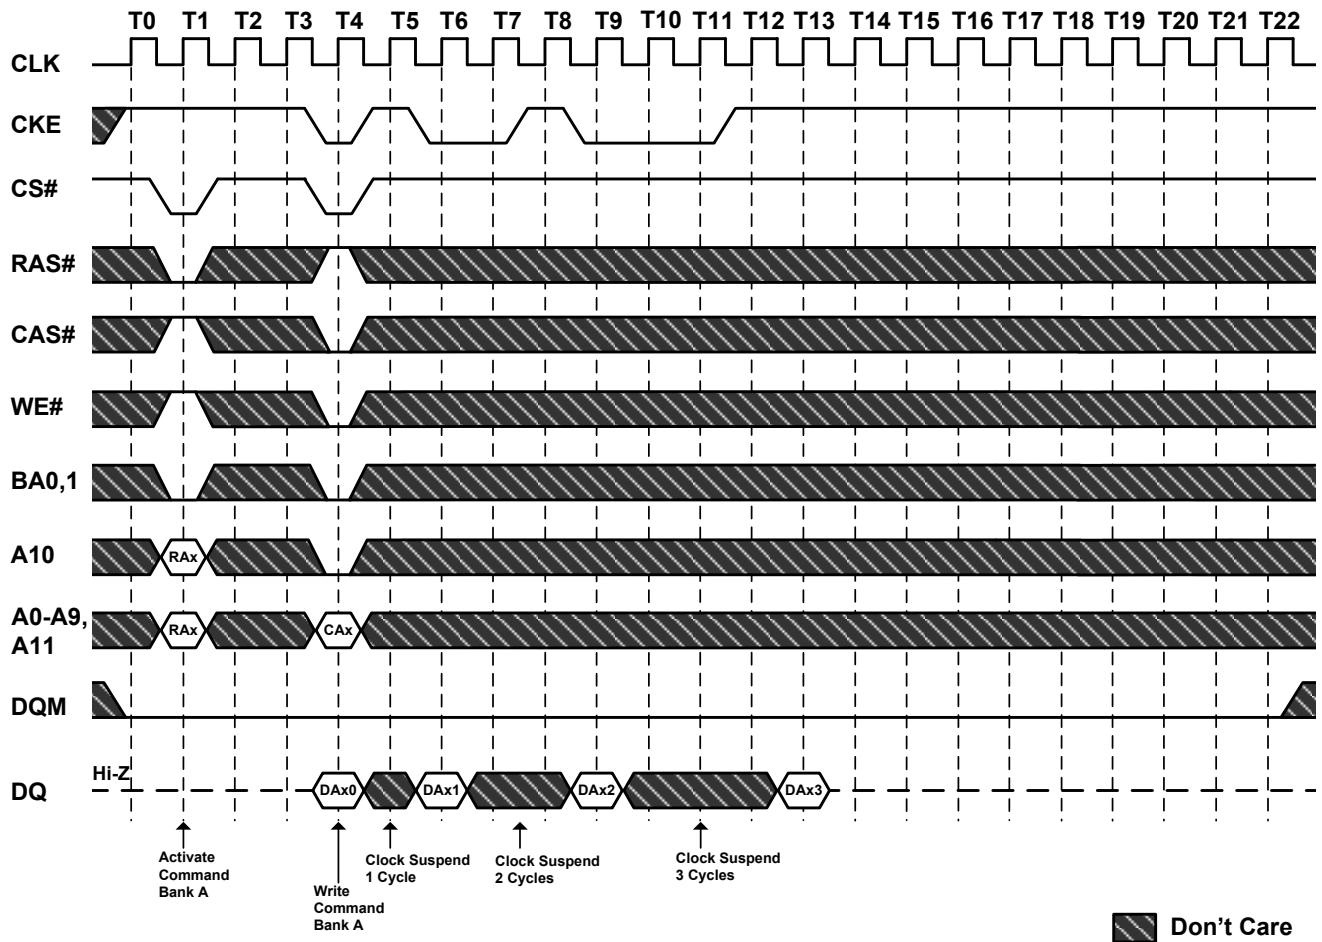 T0 T1 T2 T3 T4 T5 T6 T7 T8 T9 T10 T11 T12 T13 T14 T15 T16 T17 T18 T19 T20 T21 T22
CLK
CKE
CS#
RAS#
CAS#
WE#
BA0,1
A10 RAx
A0-A9,
A11
RAx CAx
DQM
Hi-Z
DQ DAx0 DAx1 DAx2 DAx3
Activate
Command
Bank A
Write
Command
Bank A
Clock Suspend
1 Cycle
Clock Suspend
2 Cycles
Clock Suspend
3 Cycles
Don't Care